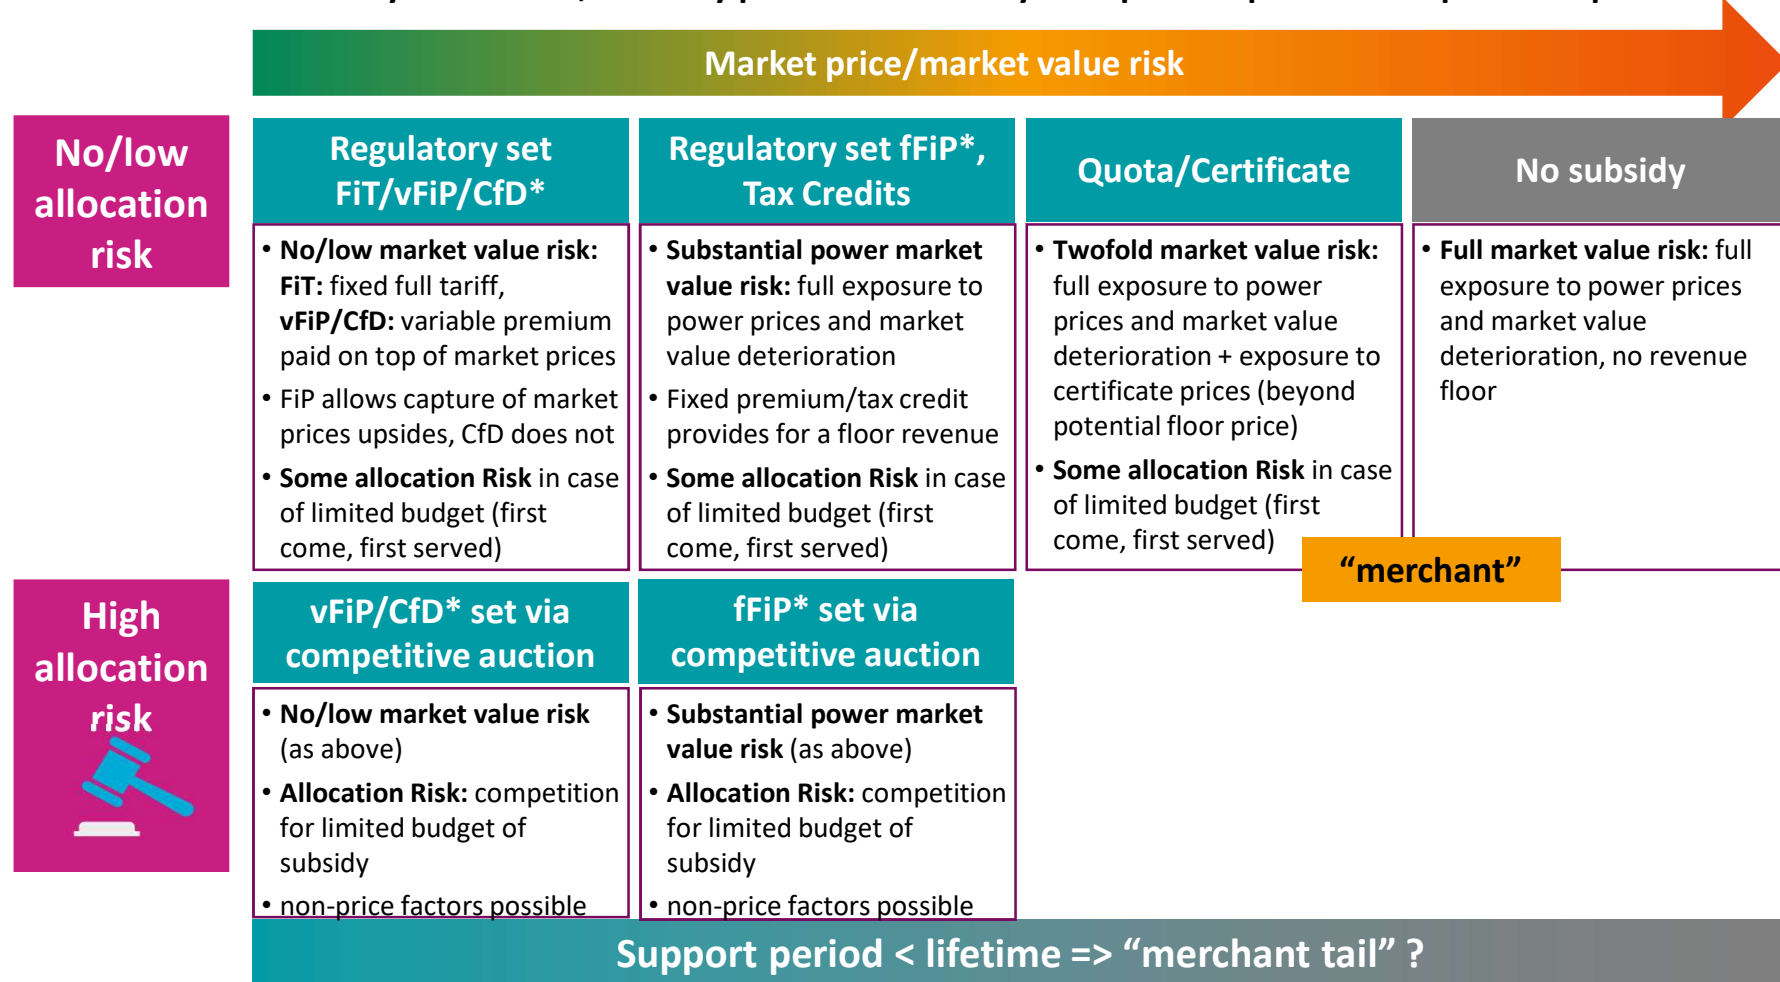 Market price/market value risk
No/low
allocation
risk
Regulatory set
FiT/vFiP/CfD*
Regulatory set fFiP*,
Tax Credits
Quota/Certificate
No subsidy
• No/low market value risk:
FiT: fixed full tariff,
vFiP/CfD: variable premium
paid on top of market prices
• FiP allows capture of market
prices upsides, CfD does not
• Some allocation Risk in case
of limited budget (first
come, first served)
• Substantial power market
value risk: full exposure to
power prices and market
value deterioration
• Fixed premium/tax credit
provides for a floor revenue
• Some allocation Risk in case
of limited budget (first
come, first served)
• Twofold market value risk:
full exposure to power
prices and market value
deterioration + exposure to
certificate prices (beyond
potential floor price)
• Some allocation Risk in case
of limited budget (first
come, first served)
• Full market value risk: full
exposure to power prices
and market value
deterioration, no revenue
floor
“merchant”
High
allocation
risk
vFiP/CfD* set via
competitive auction
fFiP* set via
competitive auction
• No/low market value risk
(as above)
• Allocation Risk: competition
for limited budget of
subsidy
• non-price factors possible
• Substantial power market
value risk (as above)
• Allocation Risk: competition
for limited budget of
subsidy
• non-price factors possible
Support period < lifetime => “merchant tail” ?